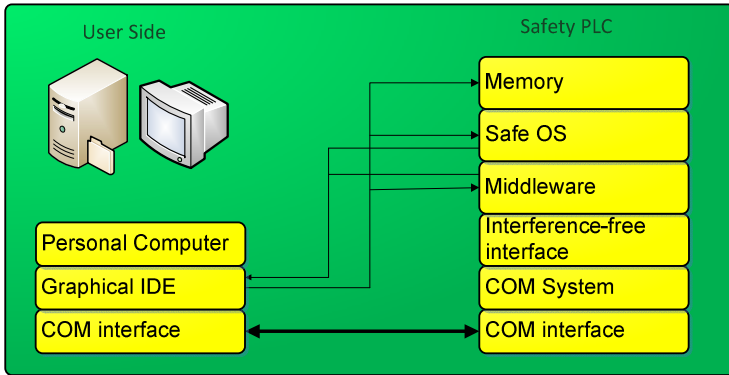 User Side
Safety PLC
Memory
Safe OS
Middleware
Interference-free
interface
COM System
COM interface
Personal Computer
Graphical IDE
COM interface